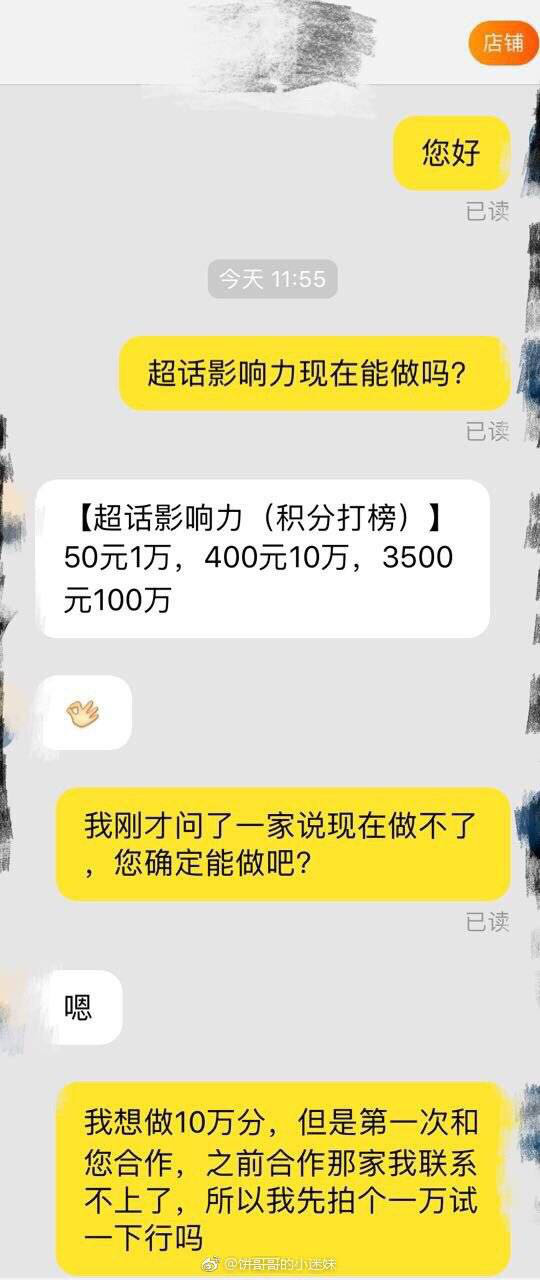 店铺
您好
已读
今天 11:55
超话影响力现在能做吗?
已读
【超话影响力（积分打榜）】
50元1万，400元10万，3500
元100万
我刚才问了一家说现在做不了
，您确定能做吧?
已读
嗯
我想做10万分，但是第一次和
您合作，之前合作那家我联系
不上了，所以我先拍个一万试
一下行吗
@饼哥哥的小迷妹